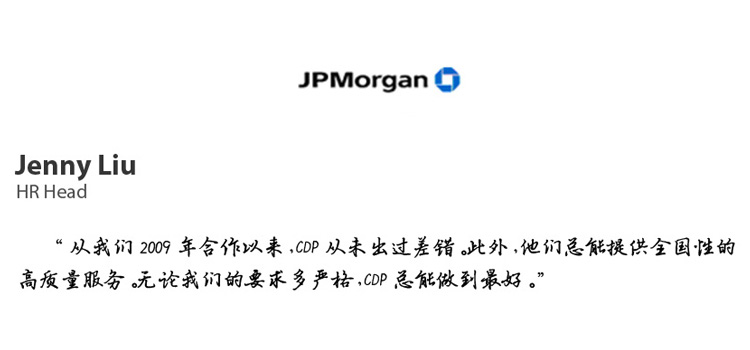 JPMorgan
Jenny Liu
HR Head
“ 从我们 2009 年合作以来，CDP 从未出过差错。此外，他们总能提供全国性的
高质量服务。无论我们的要求多严格，CDP 总能做到最好。”